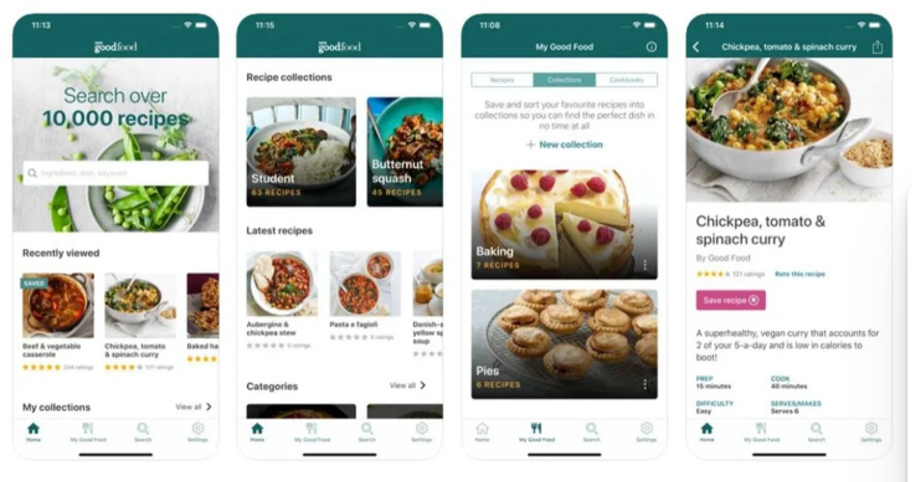 11:13
goodfood
Search over
10,000 recipes
Ingredient, dish, keyword
Recently viewed
SAVED
Beef & vegetable
casserole
234 ratings
Chickpea, tomato
& spinach curry
121 ratings
Baked ha
My collections
View all
Home
My Good Food
Search
Settings
11:15
goodfood
Recipe collections
Student
63 RECIPES
Butternut
squash
45 RECIPES
Latest recipes
Aubergine &
chickpea stew
0 ratings
Pasta e fagioli
0 ratings
Danish-s
yellow sp
soup
Categories
View all
Home
My Good Food
Search
Settings
11:08
My Good Food
Recipes
Collections
Cookbooks
Save and sort your favourite recipes into
collections so you can find the perfect dish in
no time at all
+ New collection
Baking
7 RECIPES
Pies
6 RECIPES
Home
My Good Food
Search
Settings
11:14
Chickpea, tomato & spinach curry
Chickpea, tomato &
spinach curry
By Good Food
121 ratings
Rate this recipe
Save recipe
A superhealthy, vegan curry that accounts for
2 of your 5-a-day and is low in calories to
boot!
PREP
15 minutes
COOK
40 minutes
DIFFICULTY
Easy
SERVES/MAKES
Serves 6
Home
My Good Food
Search
Settings